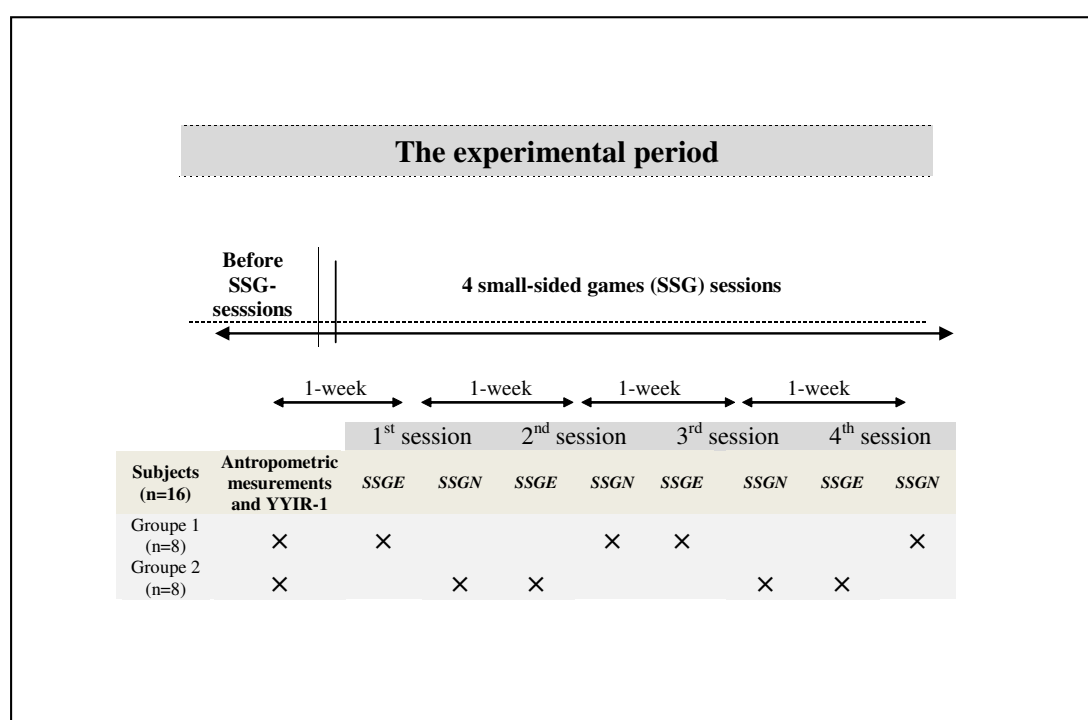 The experimental period
Before
SSG-
sesssions
4 small-sided games (SSG) sessions
1-week 1-week 1-week 1-week
1st session 2nd session 3rd session 4th session
Subjects
(n=16)
Antropometric
mesurements
and YYIR-1
SSGE SSGN SSGE SSGN SSGE SSGN SSGE SSGN
Groupe 1
(n=8)
× × × × ×
Groupe 2
(n=8)
× × × × ×